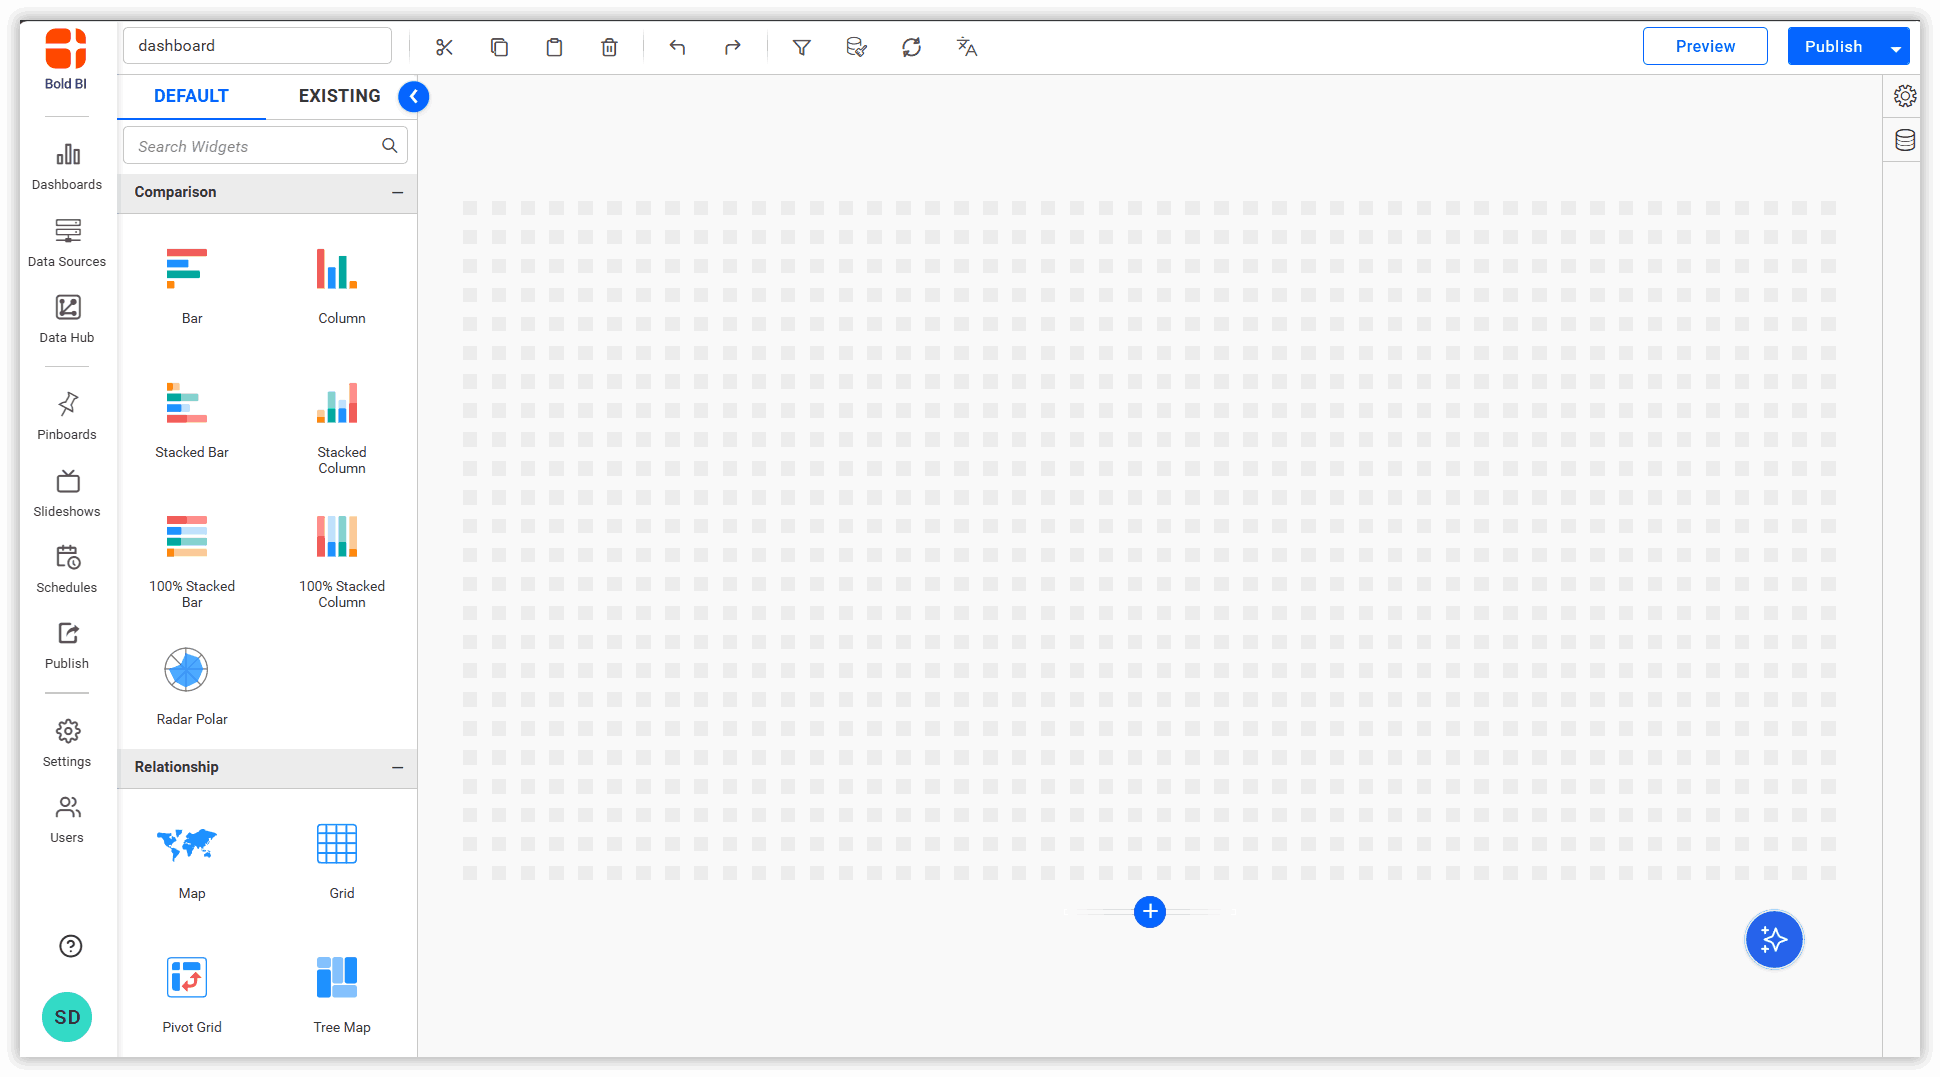 Bold BI
dashboard
Preview
Publish
DEFAULT
EXISTING
Search Widgets
Dashboards
Data Sources
Data Hub
Pinboards
Slideshows
Schedules
Publish
Settings
Users
SD
Comparison
Bar
Column
Stacked Bar
Stacked
Column
100% Stacked
Bar
100% Stacked
Column
Radar Polar
Relationship
Map
Grid
Pivot Grid
Tree Map